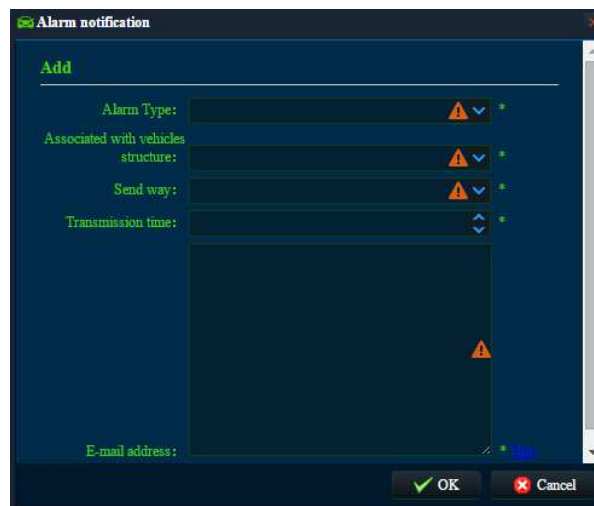 Alarm notification
Add
Alarm Type: *
Associated with vehicles
structure: *
Send way: *
Transmission time: *
E-mail address: *
OK Cancel